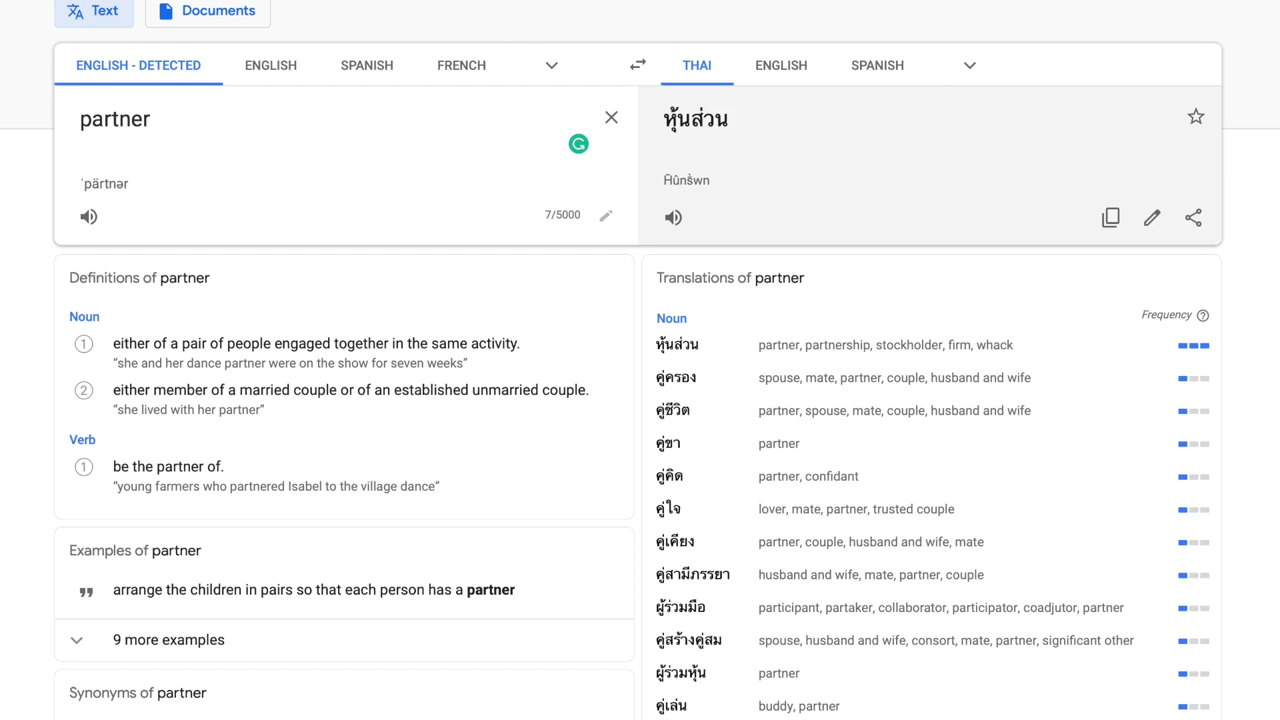 Text Documents
ENGLISH - DETECTED ENGLISH SPANISH FRENCH THAI ENGLISH SPANISH
partner
ˈpärtnər
7/5000
หุ้นส่วน
H̄ûns̀wn
Definitions of partner
Noun
1 either of a pair of people engaged together in the same activity.
"she and her dance partner were on the show for seven weeks"
2 either member of a married couple or of an established unmarried couple.
"she lived with her partner"
Verb
1 be the partner of.
"young farmers who partnered Isabel to the village dance"
Examples of partner
arrange the children in pairs so that each person has a partner
9 more examples
Synonyms of partner
Translations of partner
Noun Frequency
หุ้นส่วน partner, partnership, stockholder, firm, whack
คู่ครอง spouse, mate, partner, couple, husband and wife
คู่ชีวิต partner, spouse, mate, couple, husband and wife
คู่ขา partner
คู่คิด partner, confidant
คู่ใจ lover, mate, partner, trusted couple
คู่เคียง partner, couple, husband and wife, mate
คู่สามีภรรยา husband and wife, mate, partner, couple
ผู้ร่วมมือ participant, partaker, collaborator, participator, coadjutor, partner
คู่สร้างคู่สม spouse, husband and wife, consort, mate, partner, significant other
ผู้ร่วมหุ้น partner
คู่เล่น buddy, partner